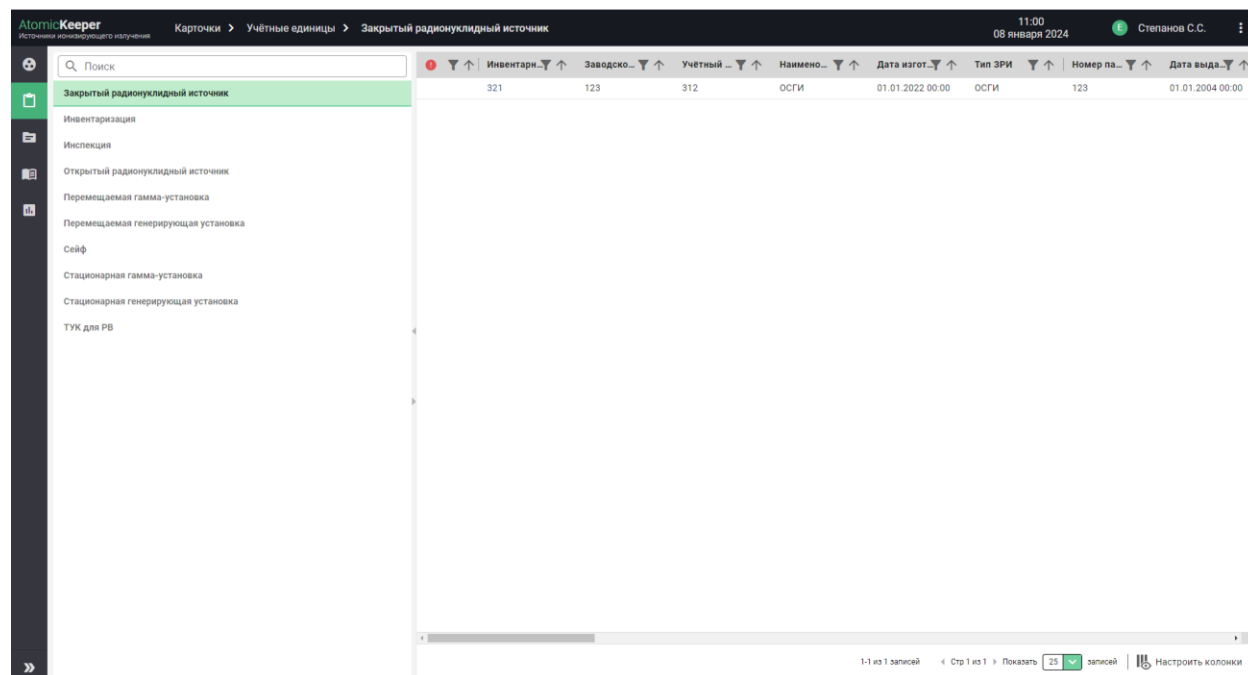 AtomicKeeper
Источники ионизирующего излучения
Карточки > Учётные единицы > Закрытый радионуклидный источник
11:00
08 января 2024
E Степанов С.С.
Поиск
Закрытый радионуклидный источник
Инвентаризация
Инспекция
Открытый радионуклидный источник
Перемещаемая гамма-установка
Перемещаемая генерирующая установка
Сейф
Стационарная гамма-установка
Стационарная генерирующая установка
ТУК для РВ
Инвентарн... Заводско... Учётный ... Наимено... Дата изгот... Тип ЗРИ Номер па... Дата выда...
321 123 312 ОСГИ 01.01.2022 00:00 ОСГИ 123 01.01.2004 00:00
1-1 из 1 записей Стр 1 из 1 Показать 25 записей Настроить колонки